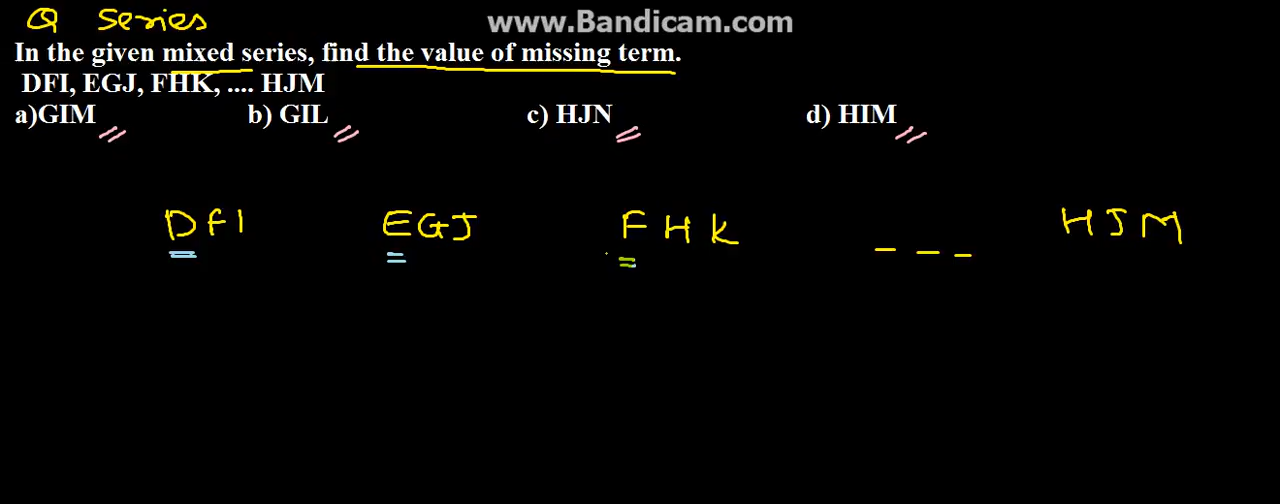 Q Series
www.Bandicam.com
In the given mixed series, find the value of missing term.
DFI, EGJ, FHK, .... HJM
a)GIM b) GIL c) HJN d) HIM
DfI EGJ FHK _ _ _ HJM